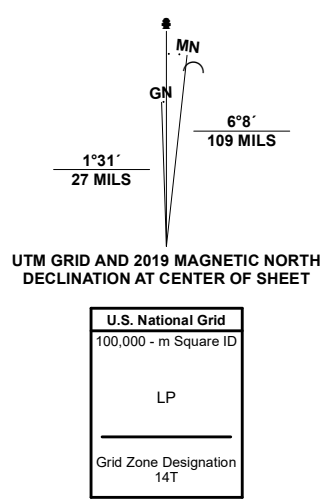 MN
GN
6°8´
109 MILS
1°31´
27 MILS
UTM GRID AND 2019 MAGNETIC NORTH
DECLINATION AT CENTER OF SHEET
U.S. National Grid
100,000 - m Square ID
LP
Grid Zone Designation
14T